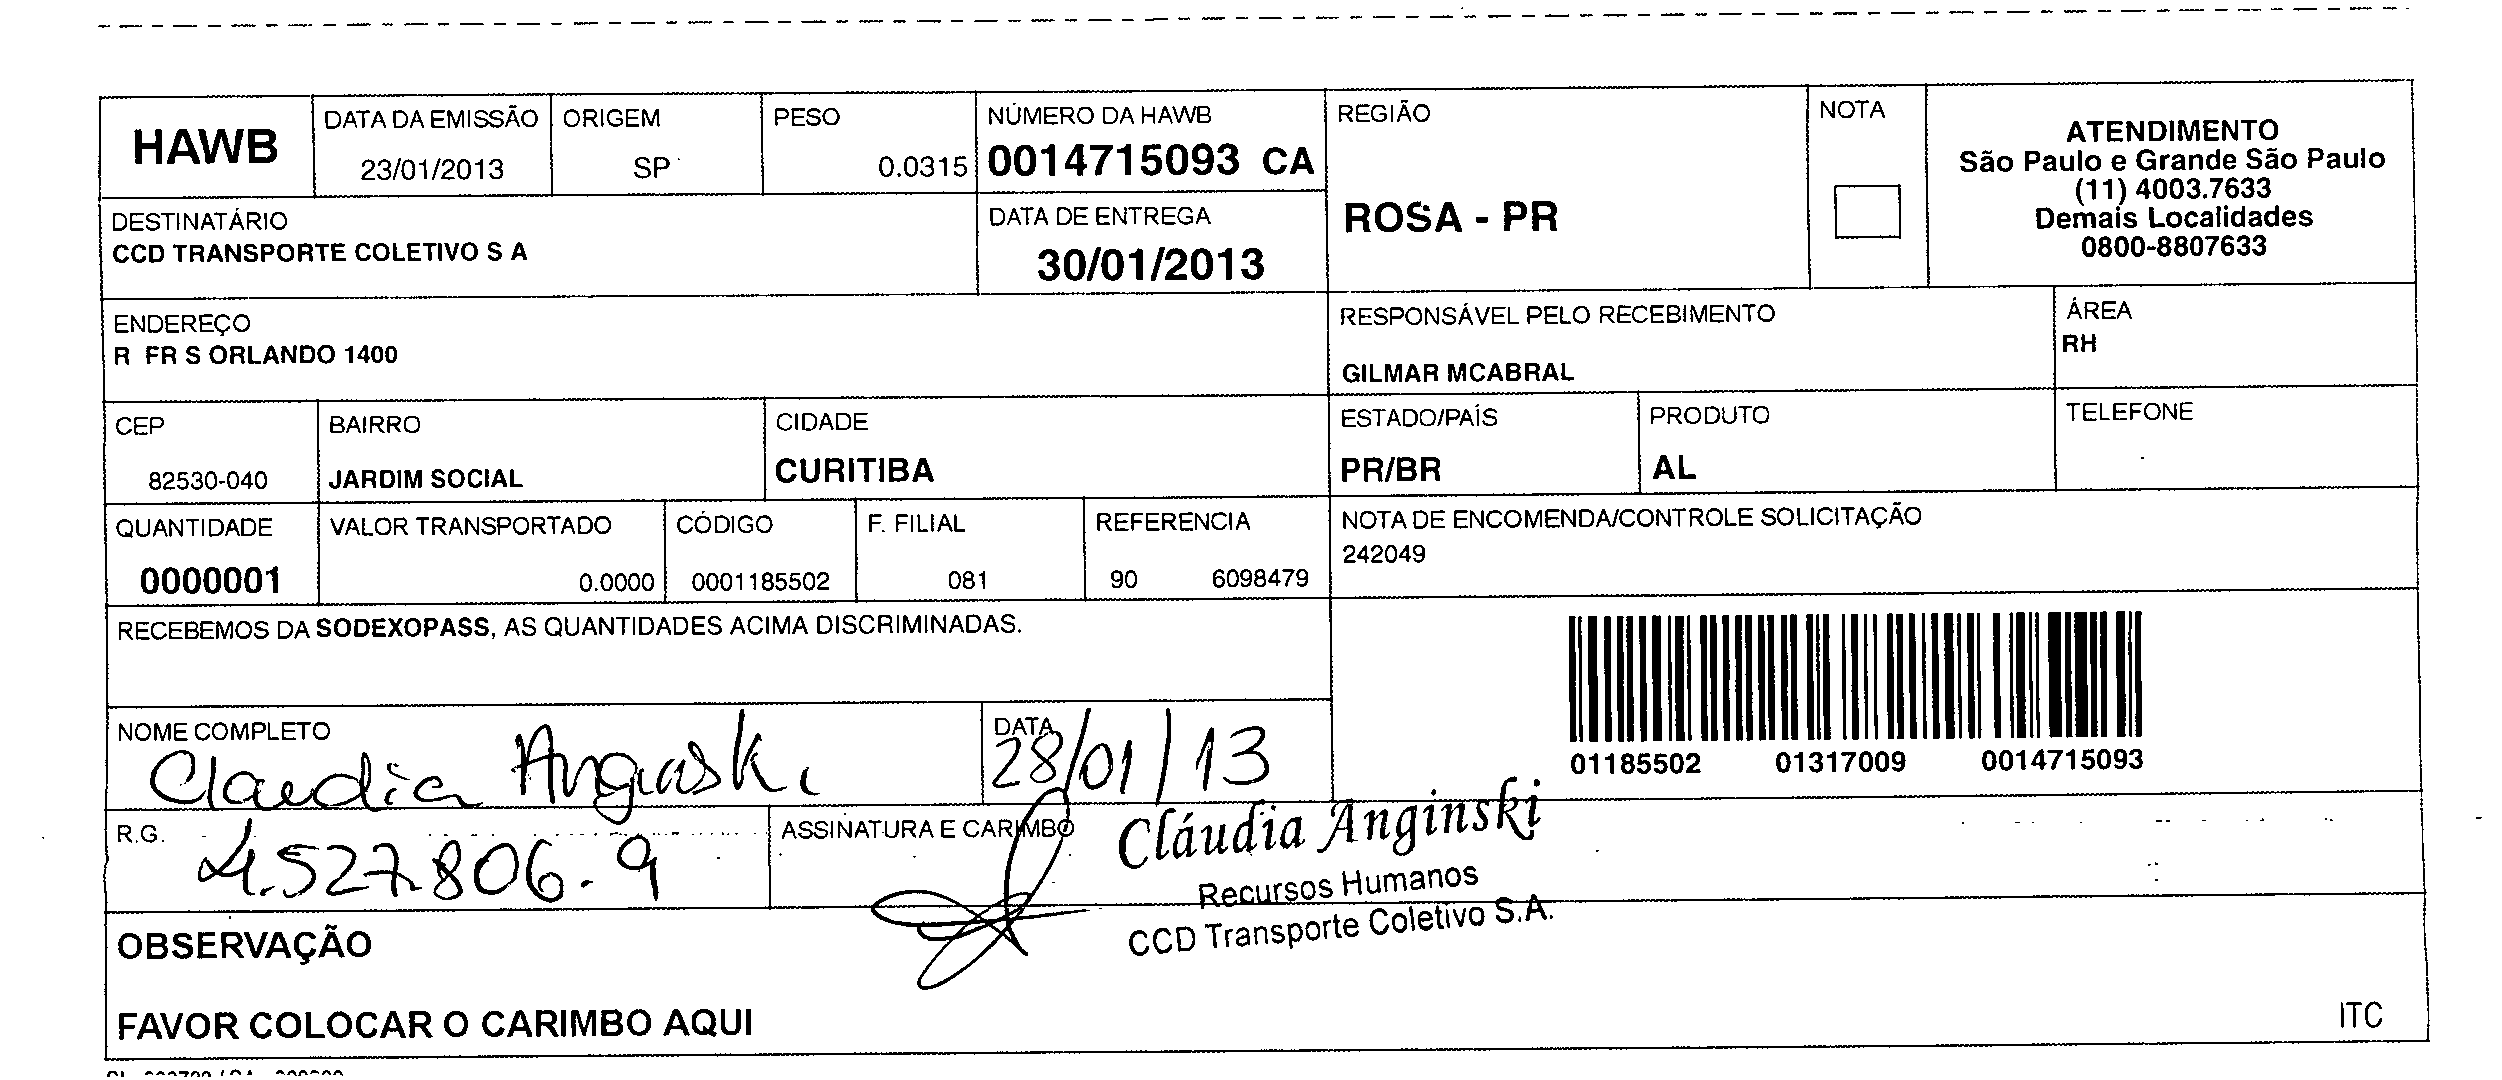 HAWB
DATA DA EMISSÃO
23/01/2013
ORIGEM
SP
PESO
0.0315
NÚMERO DA HAWB
0014715093 CA
REGIÃO
ROSA - PR
NOTA
ATENDIMENTO
São Paulo e Grande São Paulo
(11) 4003.7633
Demais Localidades
0800-8807633
DESTINATÁRIO
CCD TRANSPORTE COLETIVO S A
DATA DE ENTREGA
30/01/2013
ENDEREÇO
R FR S ORLANDO 1400
RESPONSÁVEL PELO RECEBIMENTO
GILMAR MCABRAL
ÁREA
RH
CEP
82530-040
BAIRRO
JARDIM SOCIAL
CIDADE
CURITIBA
ESTADO/PAÍS
PR/BR
PRODUTO
AL
TELEFONE
QUANTIDADE
0000001
VALOR TRANSPORTADO
0.0000
CÓDIGO
0001185502
F. FILIAL
081
REFERENCIA
90 6098479
NOTA DE ENCOMENDA/CONTROLE SOLICITAÇÃO
242049
RECEBEMOS DA SODEXOPASS, AS QUANTIDADES ACIMA DISCRIMINADAS.
01185502 01317009 0014715093
NOME COMPLETO
Claudia Anginski
DATA
28/01/13
R.G.
4.527.806-9
ASSINATURA E CARIMBO
Cláudia Anginski
Recursos Humanos
CCD Transporte Coletivo S.A.
OBSERVAÇÃO
FAVOR COLOCAR O CARIMBO AQUI
ITC